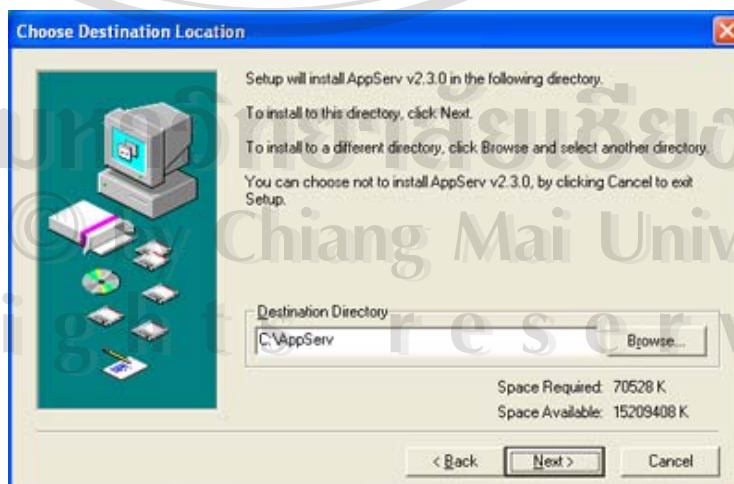 Choose Destination Location
Setup will install AppServ v2.3.0 in the following directory.
To install to this directory, click Next.
To install to a different directory, click Browse and select another directory.
You can choose not to install AppServ v2.3.0, by clicking Cancel to exit
Setup.
Destination Directory
C:\AppServ
Browse...
Space Required: 70528 K
Space Available: 15209408 K
< Back
Next >
Cancel
by Chiang Mai Univ
ights reserv